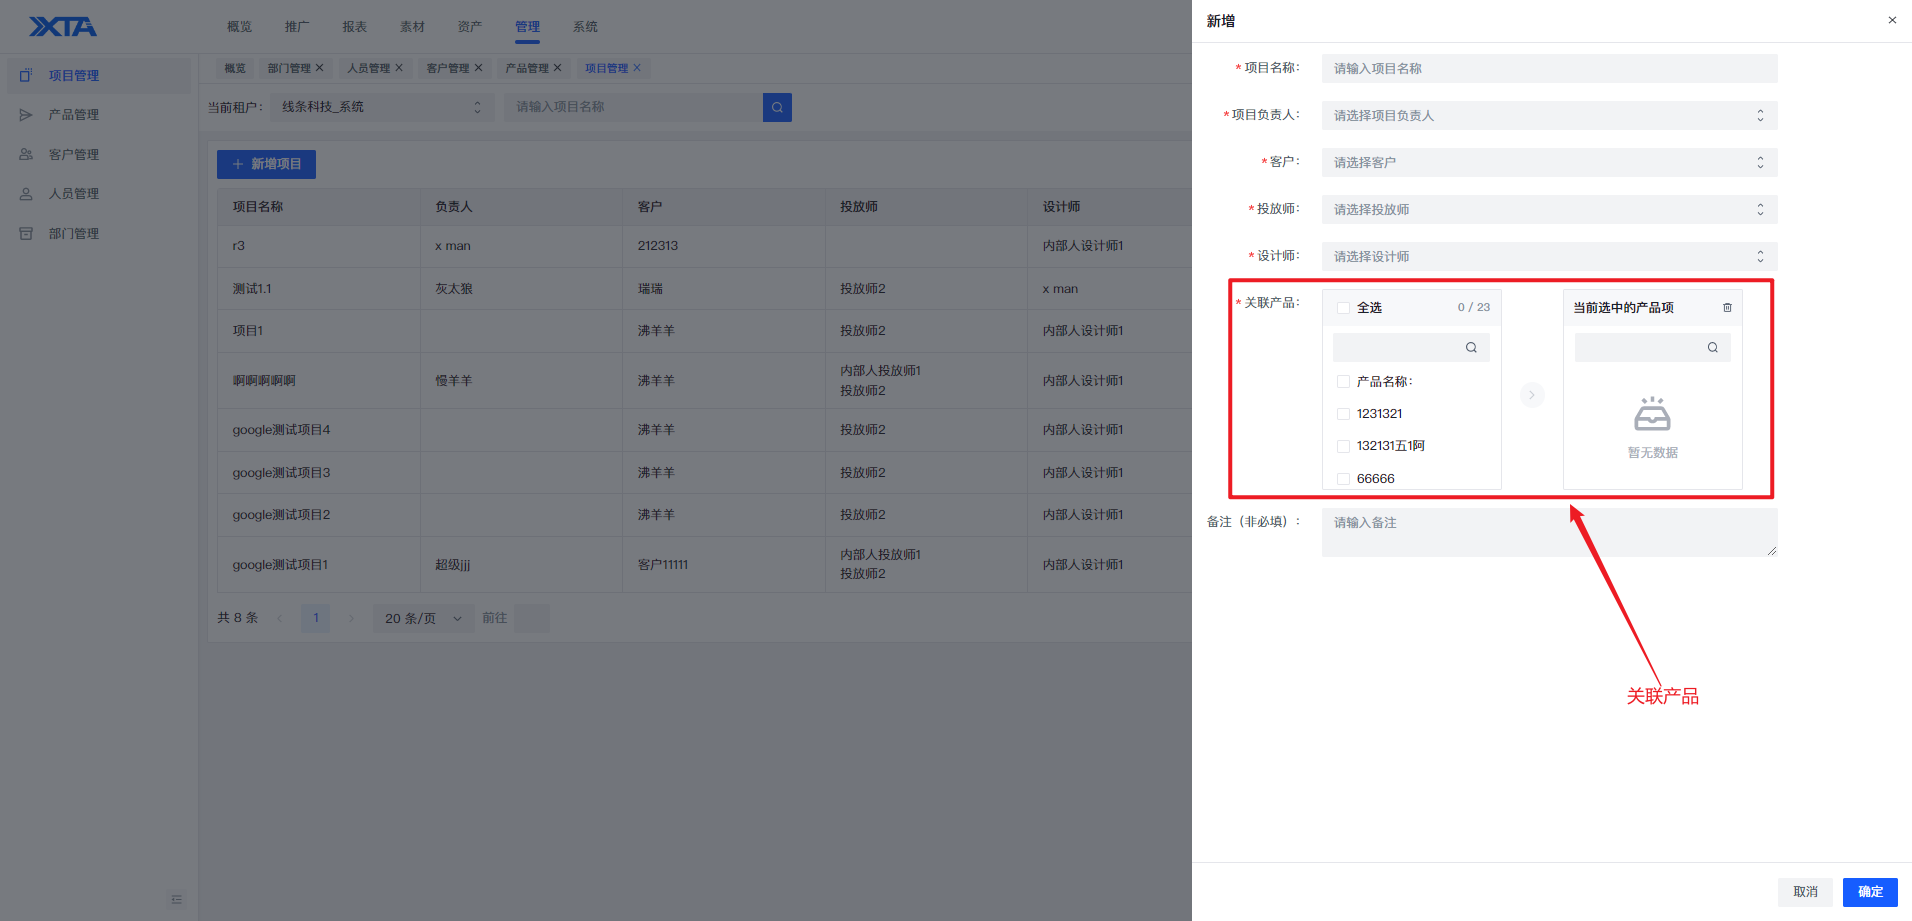 XTA
概览 推广 报表 素材 资产 管理 系统
项目管理
产品管理
客户管理
人员管理
部门管理
概览 部门管理 人员管理 客户管理 产品管理 项目管理
当前租户： 线条科技_系统 请输入项目名称
新增项目
项目名称 负责人 客户 投放师 设计师
r3 x man 212313 内部人设计师1
测试1.1 灰太狼 瑞瑞 投放师2 x man
项目1 沸羊羊 投放师2 内部人设计师1
啊啊啊啊啊 慢羊羊 沸羊羊 内部人投放师1 内部人设计师1
投放师2
google测试项目4 沸羊羊 投放师2 内部人设计师1
google测试项目3 沸羊羊 投放师2 内部人设计师1
google测试项目2 沸羊羊 投放师2 内部人设计师1
google测试项目1 超级jjj 客户11111 内部人投放师1 内部人设计师1
投放师2
共 8 条 1 20 条/页 前往
新增
*项目名称： 请输入项目名称
*项目负责人： 请选择项目负责人
*客户： 请选择客户
*投放师： 请选择投放师
*设计师： 请选择设计师
*关联产品：
全选 0 / 23
产品名称：
1231321
132131五1阿
66666
当前选中的产品项
暂无数据
备注（非必填）： 请输入备注
关联产品
取消 确定